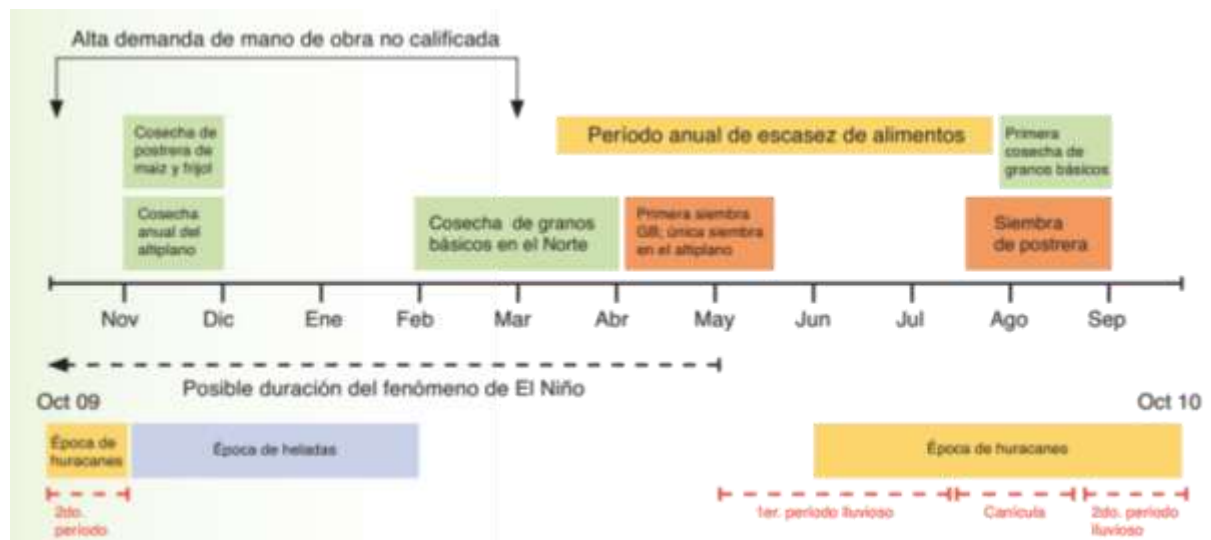 Alta demanda de mano de obra no calificada
Cosecha de
postrera de
maiz y frijol
Período anual de escasez de alimentos
Primera
cosecha de
granos básicos
Cosecha
anual del
altiplano
Cosecha de granos
básicos en el Norte
Primera siembra
GB; única siembra
en el altiplano
Siembra
de postrera
Nov Dic Ene Feb Mar Abr May Jun Jul Ago Sep
Posible duración del fenómeno de El Niño
Oct 09
Oct 10
Época de
huracanes
Época de heladas
Época de huracanes
2do.
período
1er. período lluvioso
Canícula
2do. período
lluvioso